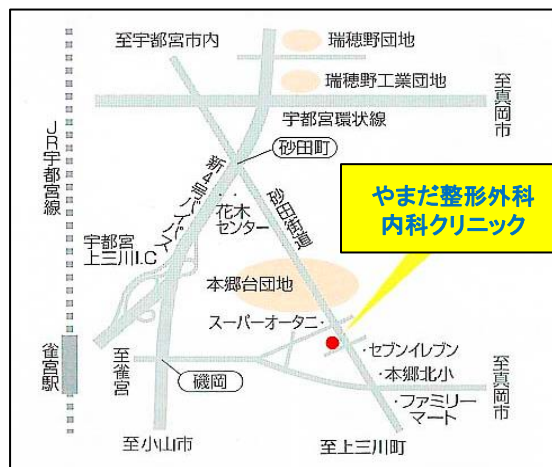 至宇都宮市内
瑞穂野団地
瑞穂野工業団地
至真岡市
宇都宮環状線
JR宇都宮線
砂田町
新4号バイパス
・花木
センター
砂田街道
やまだ整形外科
内科クリニック
宇都宮
上三川I.C
本郷台団地
スーパーオータニ・
・セブンイレブン
・本郷北小
・ファミリー
マート
雀宮駅
至雀宮
磯岡
至真岡市
至小山市
至上三川町